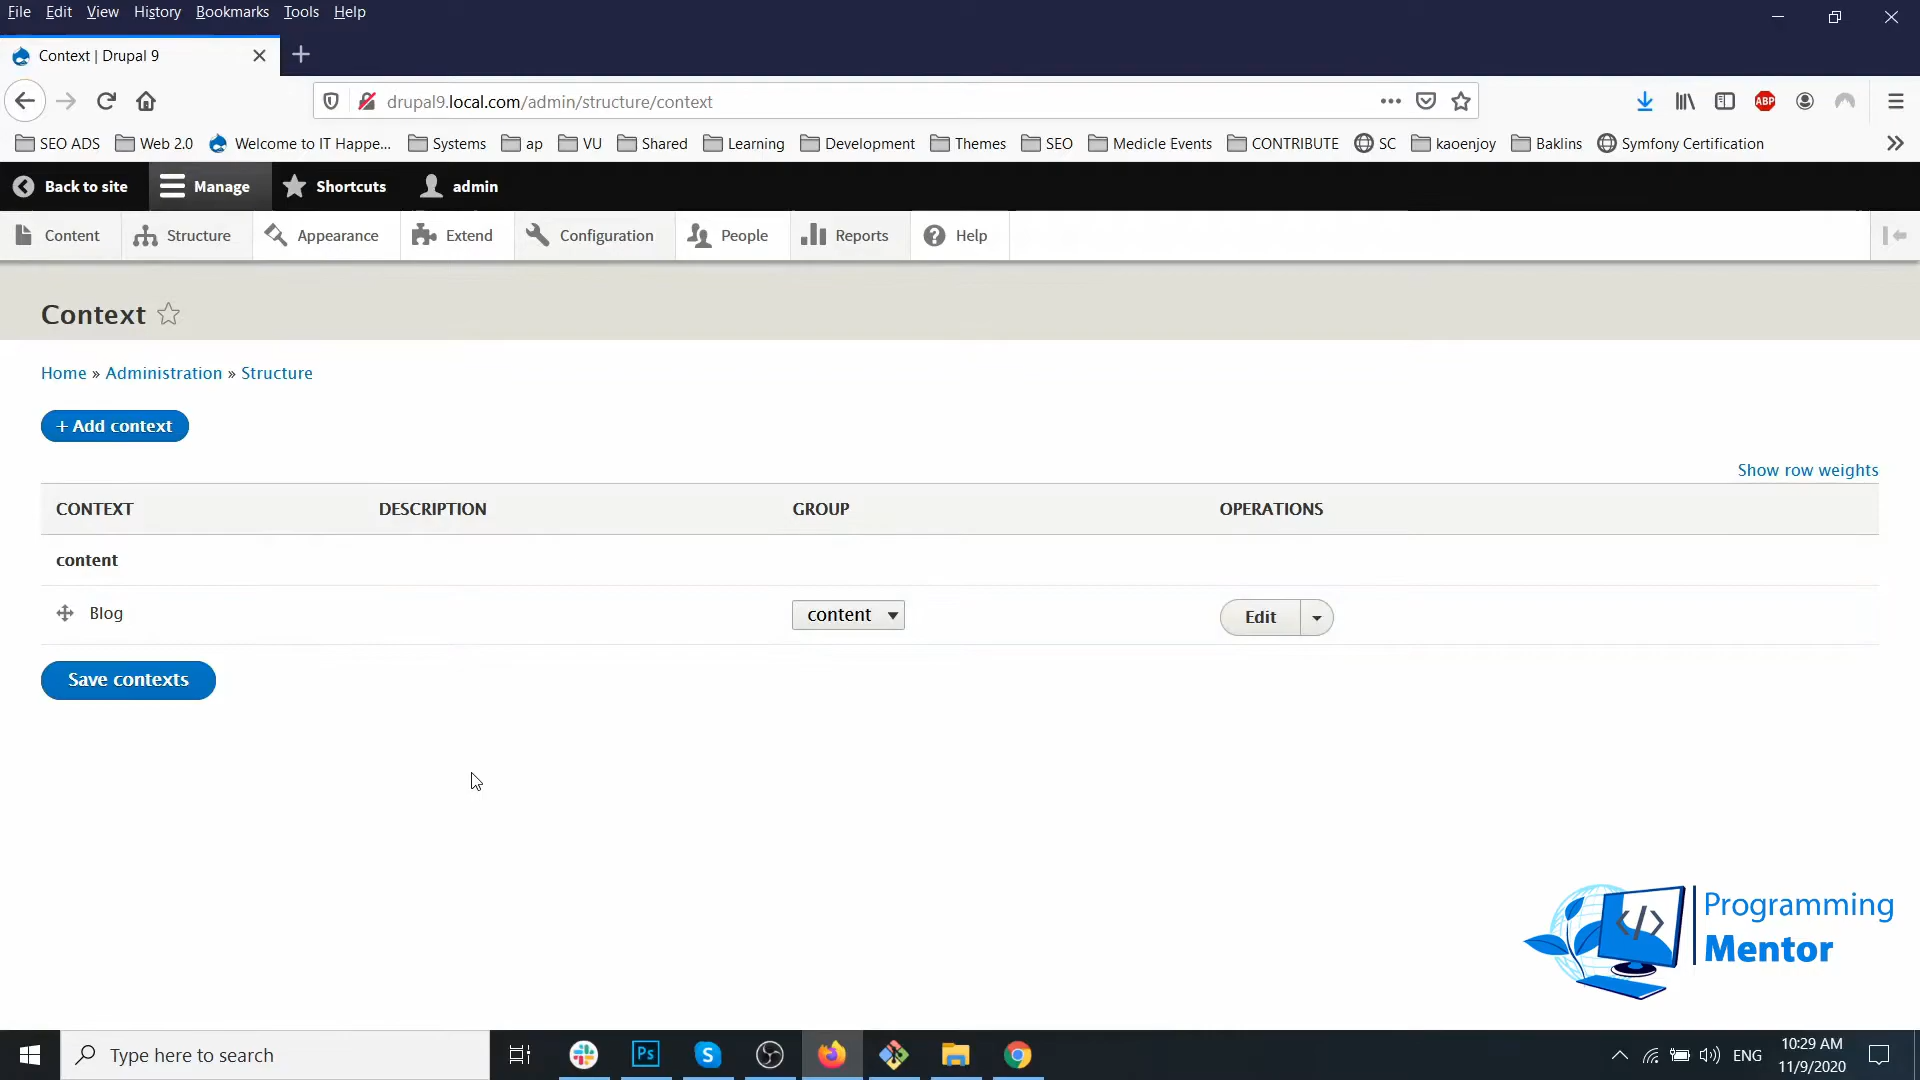 File Edit View History Bookmarks Tools Help
Context | Drupal 9
drupal9.local.com/admin/structure/context
ABP
SEO ADS Web 2.0 Welcome to IT Happe... Systems ap VU Shared Learning Development Themes SEO Medicle Events CONTRIBUTE SC kaoenjoy Baklins Symfony Certification
Back to site Manage Shortcuts admin
Content Structure Appearance Extend Configuration People Reports Help
Context
Home » Administration » Structure
+ Add context
Show row weights
CONTEXT DESCRIPTION GROUP OPERATIONS
content
Blog content Edit
Save contexts
</> Programming
Mentor
Type here to search Ps S ENG 10:29 AM
11/9/2020